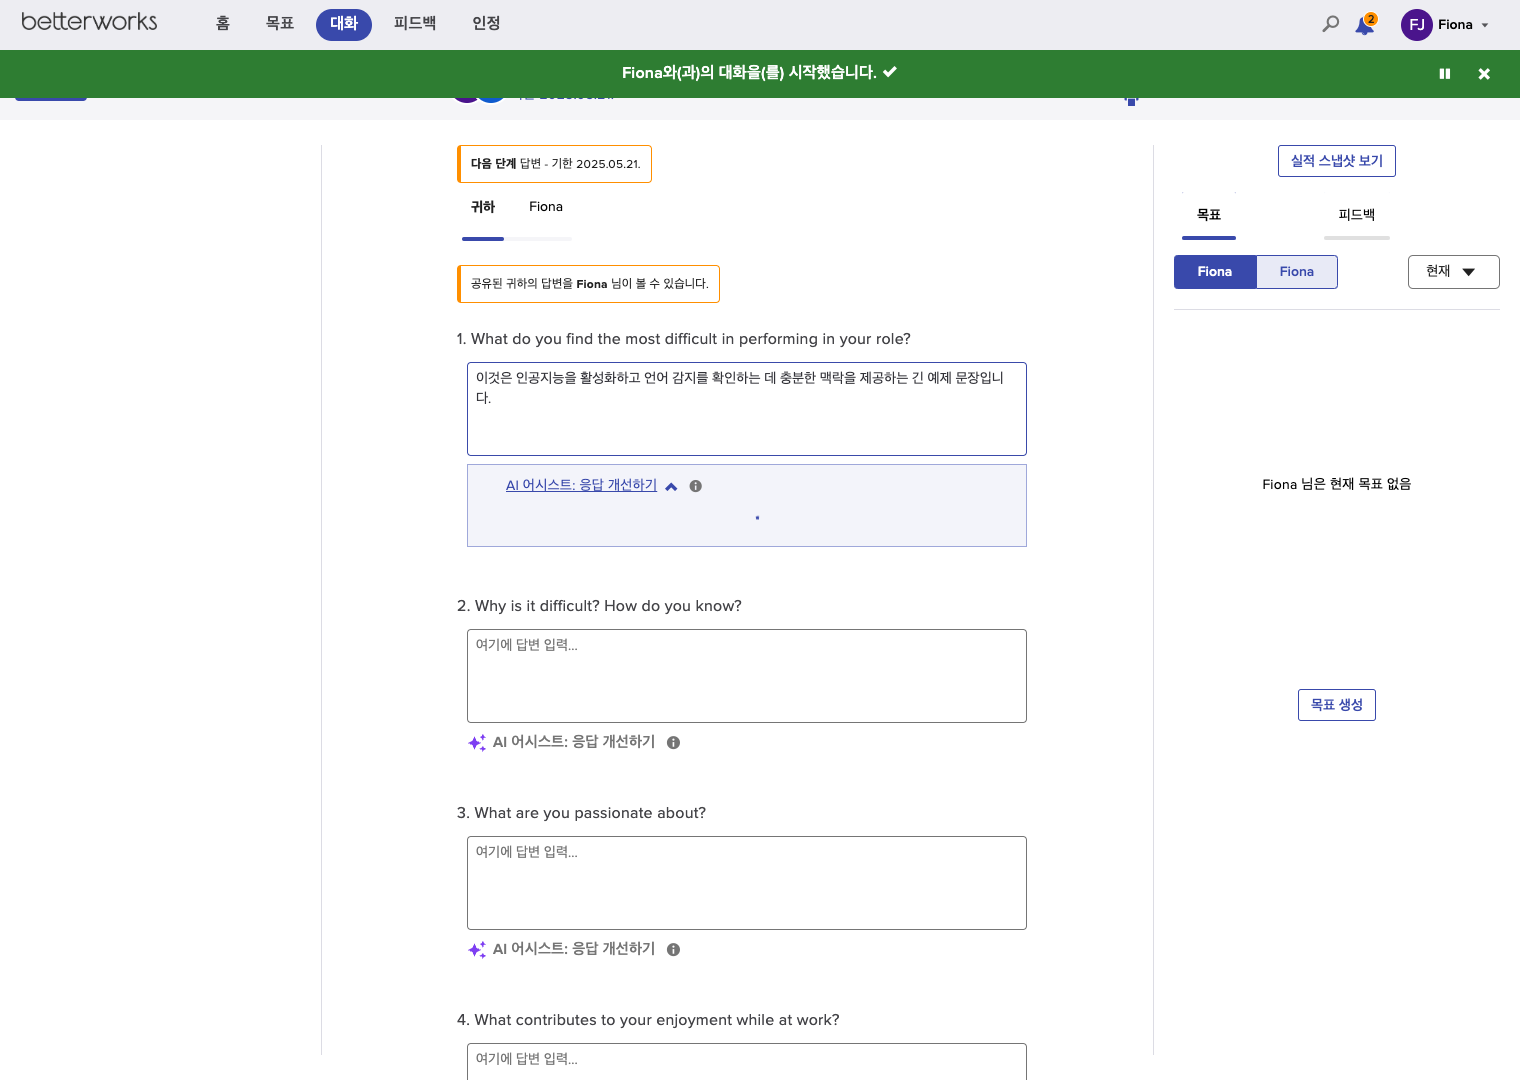 betterworks
홈
목표
대화
피드백
인정
2
FJ
Fiona
Fiona와(과)의 대화을(를) 시작했습니다.
다음 단계 답변 - 기한 2025.05.21.
귀하
Fiona
공유된 귀하의 답변을 Fiona 님이 볼 수 있습니다.
1. What do you find the most difficult in performing in your role?
이것은 인공지능을 활성화하고 언어 감지를 확인하는 데 충분한 맥락을 제공하는 긴 예제 문장입니
다.
AI 어시스트: 응답 개선하기
2. Why is it difficult? How do you know?
여기에 답변 입력...
AI 어시스트: 응답 개선하기
3. What are you passionate about?
여기에 답변 입력...
AI 어시스트: 응답 개선하기
4. What contributes to your enjoyment while at work?
여기에 답변 입력...
실적 스냅샷 보기
목표
피드백
Fiona
Fiona
현재
Fiona 님은 현재 목표 없음
목표 생성